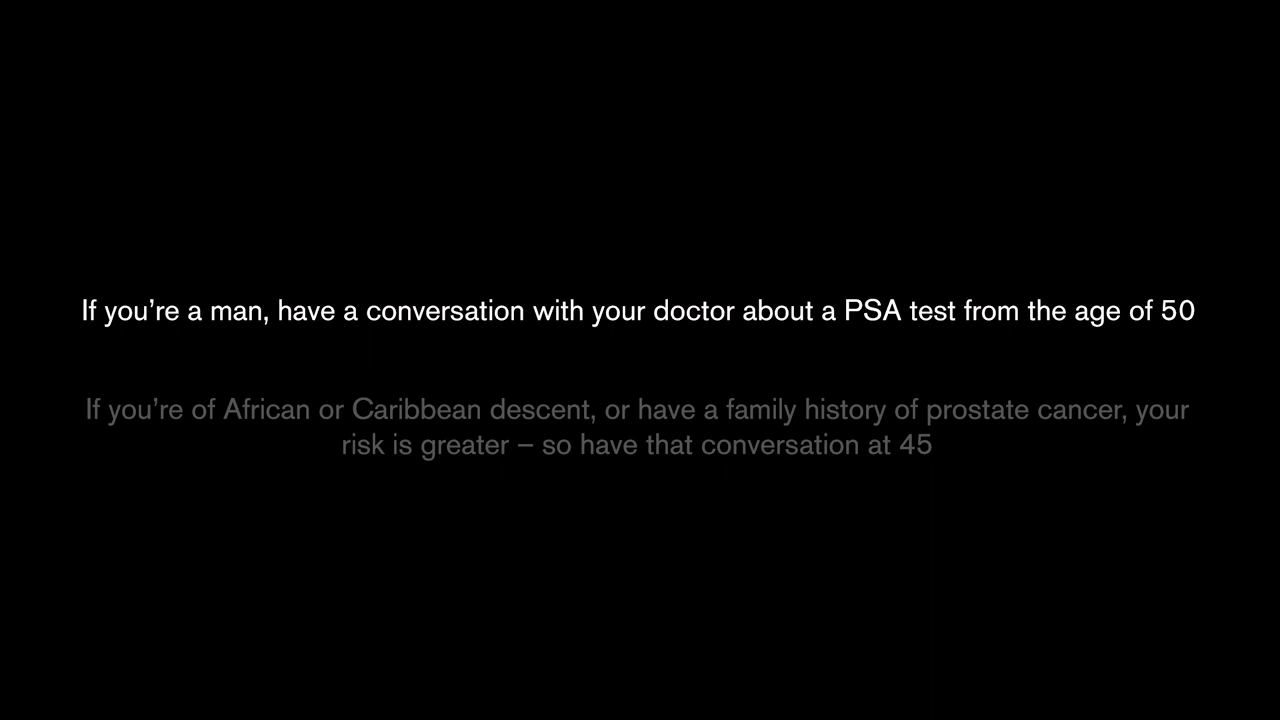 If you’re a man, have a conversation with your doctor about a PSA test from the age of 50
If you’re of African or Caribbean descent, or have a family history of prostate cancer, your
risk is greater – so have that conversation at 45